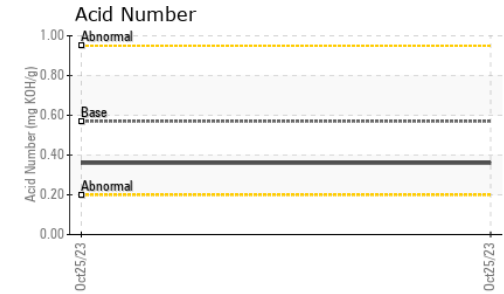 Acid Number
Acid Number (mg KOH/g)
1.00
0.80
0.60
0.40
0.20
0.00
Abnormal
Base
Abnormal
Oct25/23
Oct25/23